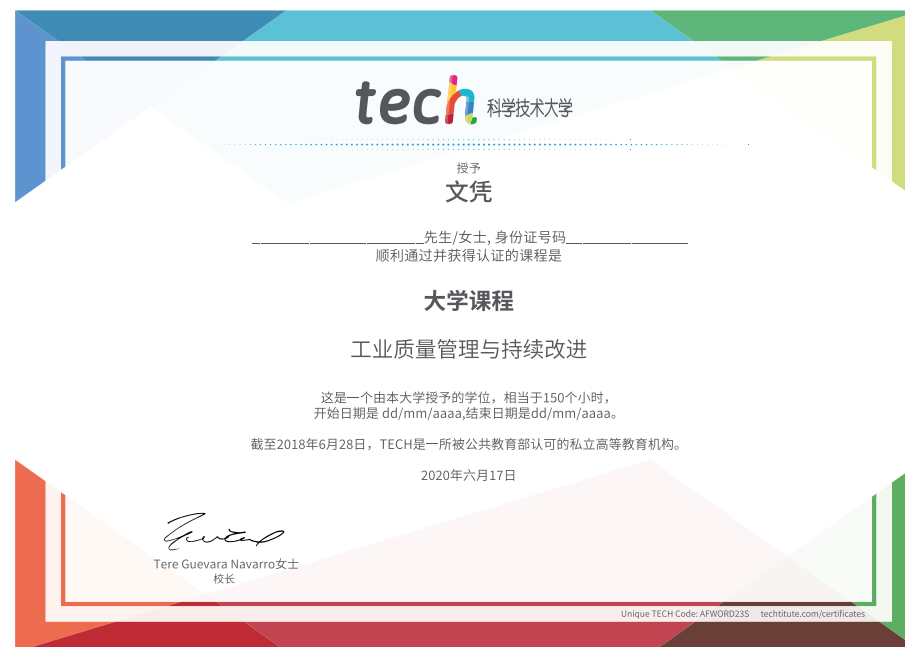 tech 科学技术大学
授予
文凭
______________________先生/女士, 身份证号码________________
顺利通过并获得认证的课程是
大学课程
工业质量管理与持续改进
这是一个由本大学授予的学位，相当于150个小时，
开始日期是 dd/mm/aaaa,结束日期是dd/mm/aaaa。
截至2018年6月28日，TECH是一所被公共教育部认可的私立高等教育机构。
2020年六月17日
Tere Guevara Navarro女士
校长
Unique TECH Code: AFWORD23S techtitute.com/certificates